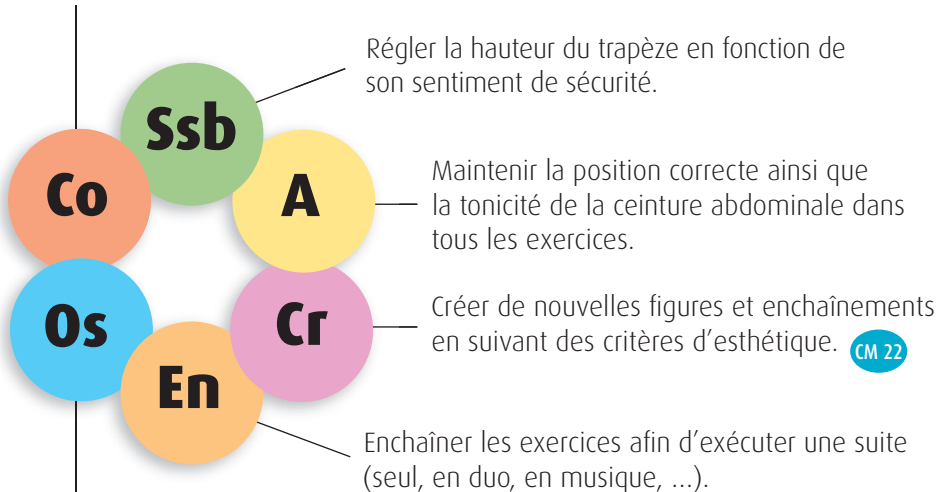 Régler la hauteur du trapèze en fonction de
son sentiment de sécurité.
Ssb
Co
A
Maintenir la position correcte ainsi que
la tonicité de la ceinture abdominale dans
tous les exercices.
Os
Cr
Créer de nouvelles figures et enchaînements
en suivant des critères d'esthétique. CM 22
En
Enchaîner les exercices afin d'exécuter une suite
(seul, en duo, en musique, ...).